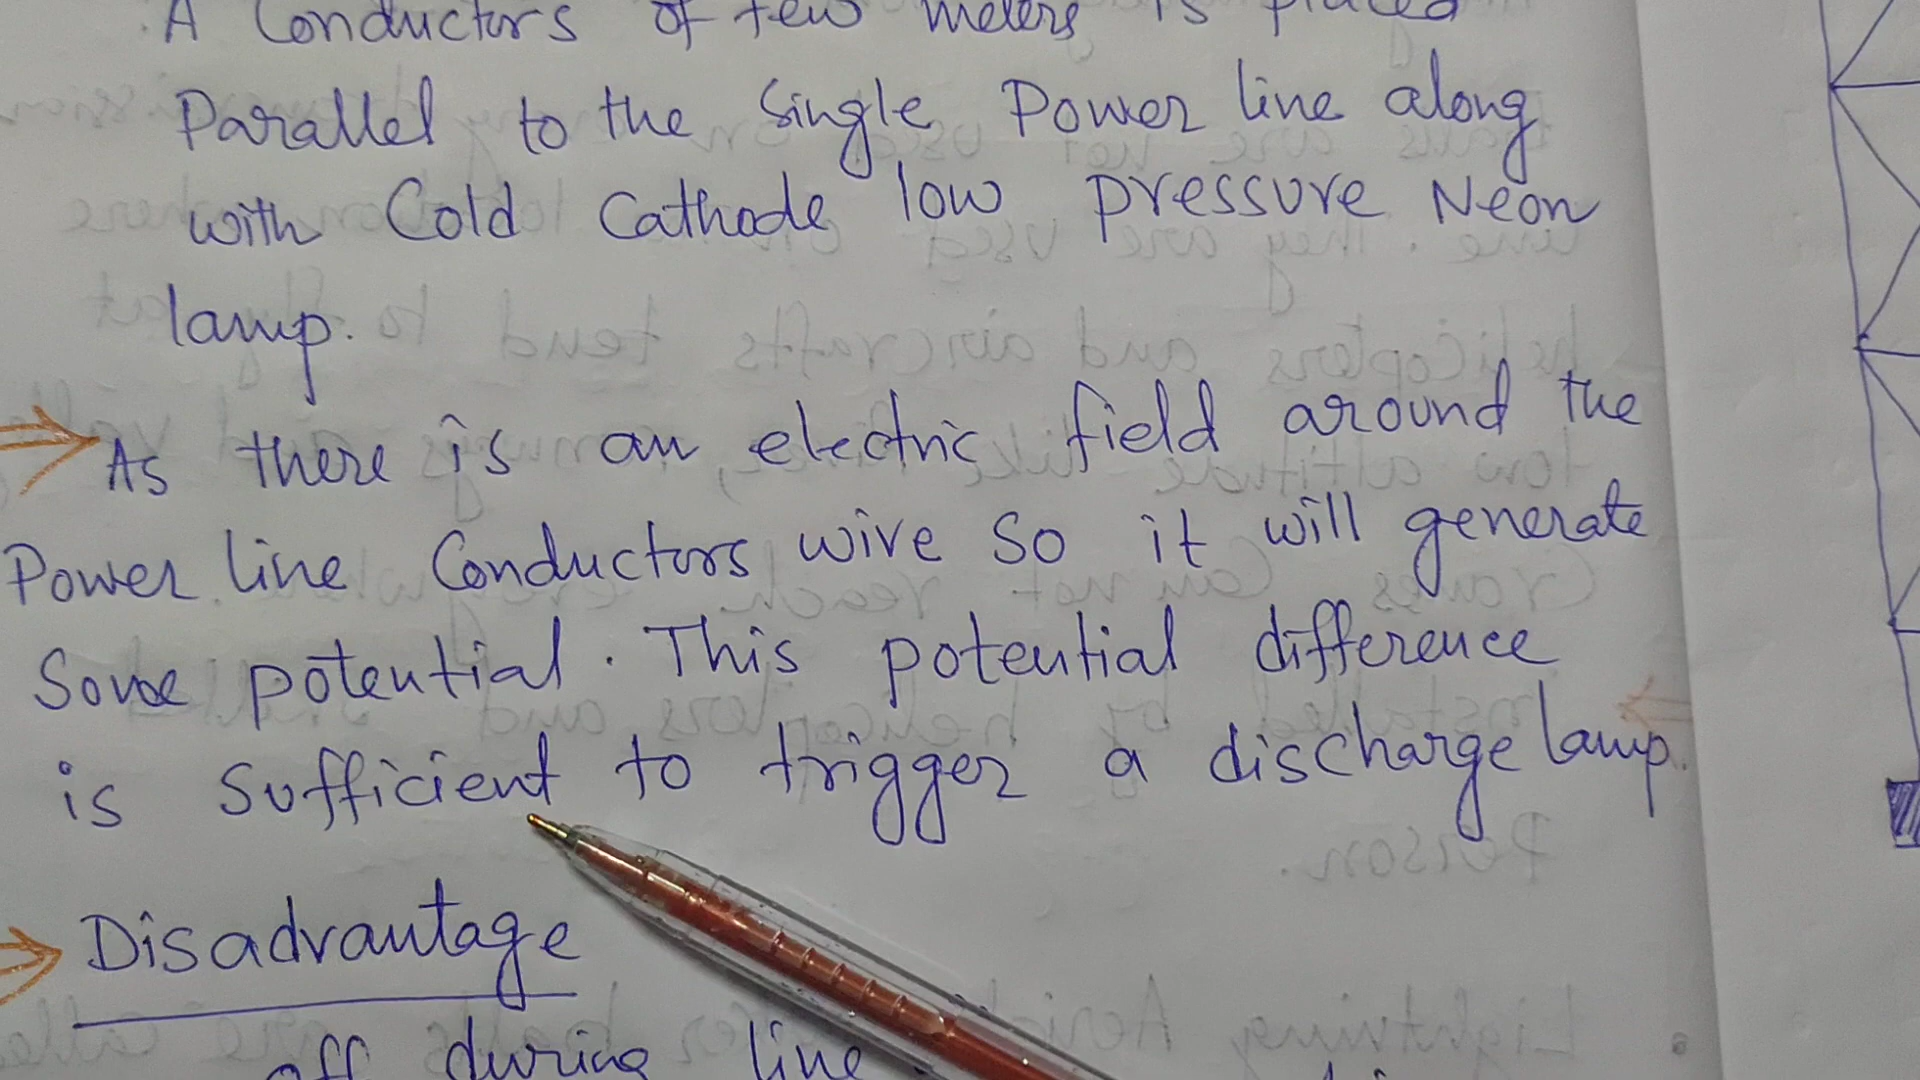 A Conductors of few meters is placed
Parallel to the Single Power line along
with Cold Cathode low pressure Neon
lamp.
As there is an electric field around the
Power line Conductors wire So it will generate
Some potential. This potential difference
is Sufficient to trigger a discharge lamp.
Disadvantage
off during line